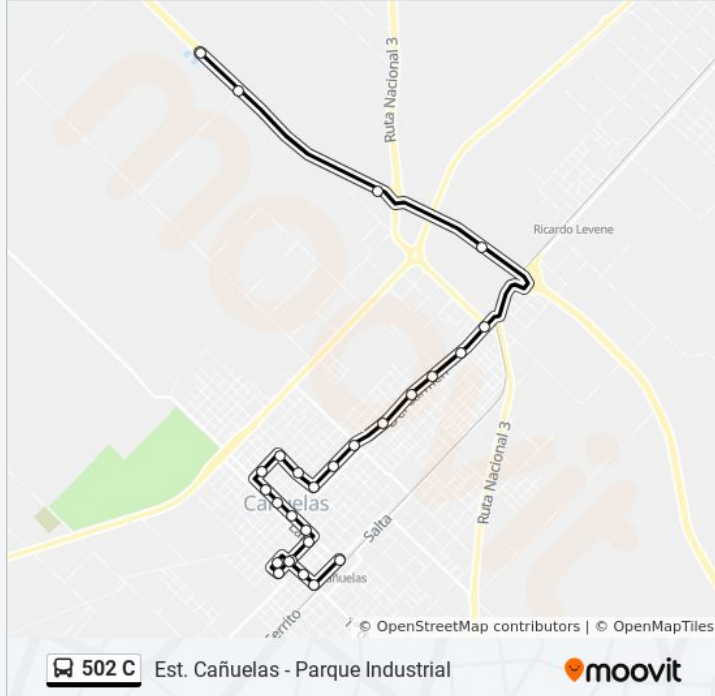 Ruta Nacional 3
Ricardo Levene
Cañuelas
Ruta Nacional 3
Salta
© OpenStreetMap contributors | © OpenMapTiles
502 C Est. Cañuelas - Parque Industrial
moovit